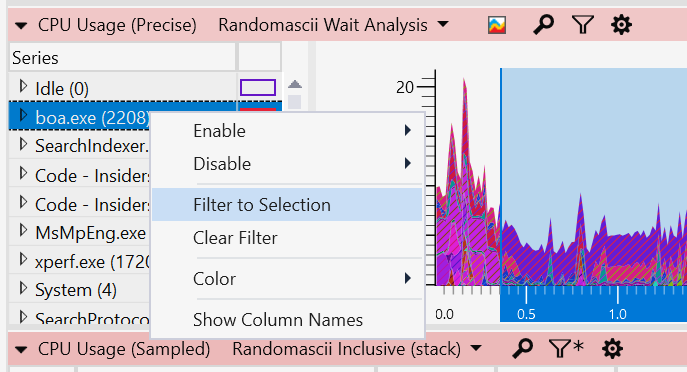 CPU Usage (Precise) Randomascii Wait Analysis
Series
Idle (0)
boa.exe (2208)
SearchIndexer.
Code - Insiders
Code - Insiders
MsMpEng.exe
xperf.exe (1720
System (4)
SearchProtoco
Enable
Disable
Filter to Selection
Clear Filter
Color
Show Column Names
20
0.0 0.5 1.0
CPU Usage (Sampled) Randomascii Inclusive (stack) *